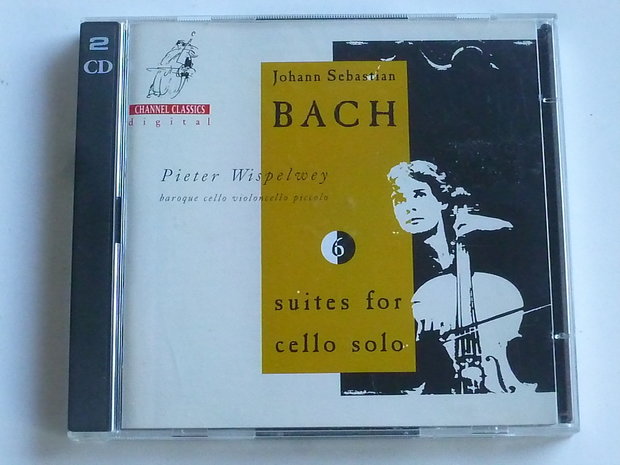 2
CD
CHANNEL CLASSICS
digital
Johann Sebastian
BACH
Pieter Wispelwey
baroque cello violoncello piccolo
6
suites for
cello solo